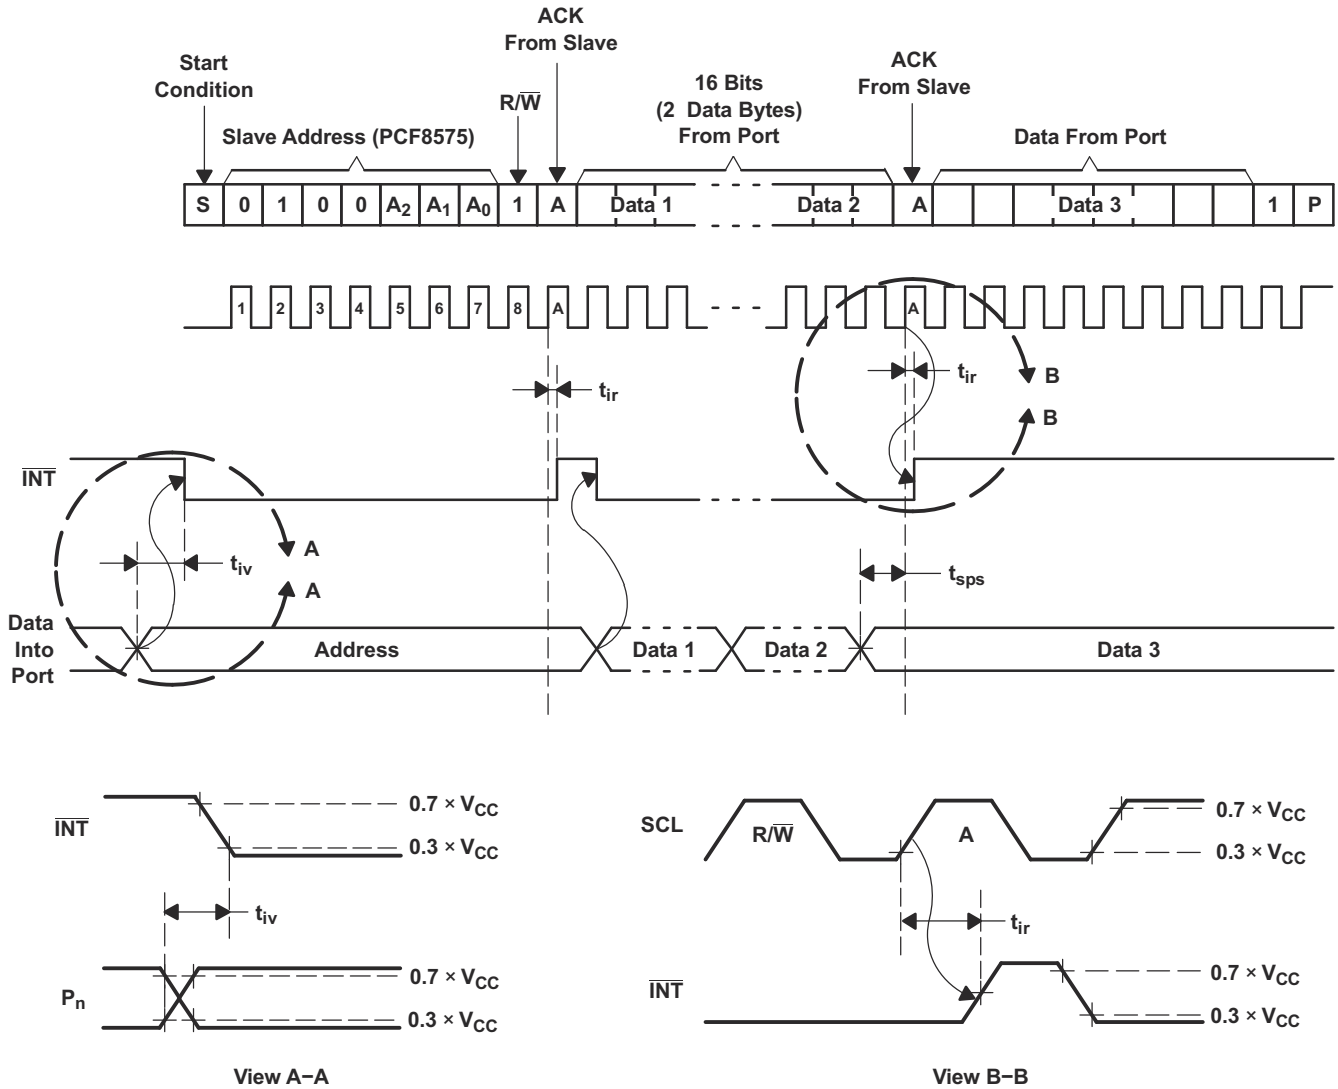 ACK
From Slave
Start
Condition
R/W̅
16 Bits
(2 Data Bytes)
From Port
ACK
From Slave
Slave Address (PCF8575)
Data From Port
S 0 1 0 0 A2 A1 A0 1 A Data 1 Data 2 A Data 3 1 P
1 2 3 4 5 6 7 8 A A
tir
tir
B
B
I̅N̅T̅
tiv
A
A
tsps
Data
Into
Port
Address
Data 1
Data 2
Data 3
I̅N̅T̅
0.7 × VCC
0.3 × VCC
tiv
Pn
0.7 × VCC
0.3 × VCC
View A–A
SCL
R/W̅
A
0.7 × VCC
0.3 × VCC
tir
I̅N̅T̅
0.7 × VCC
0.3 × VCC
View B–B